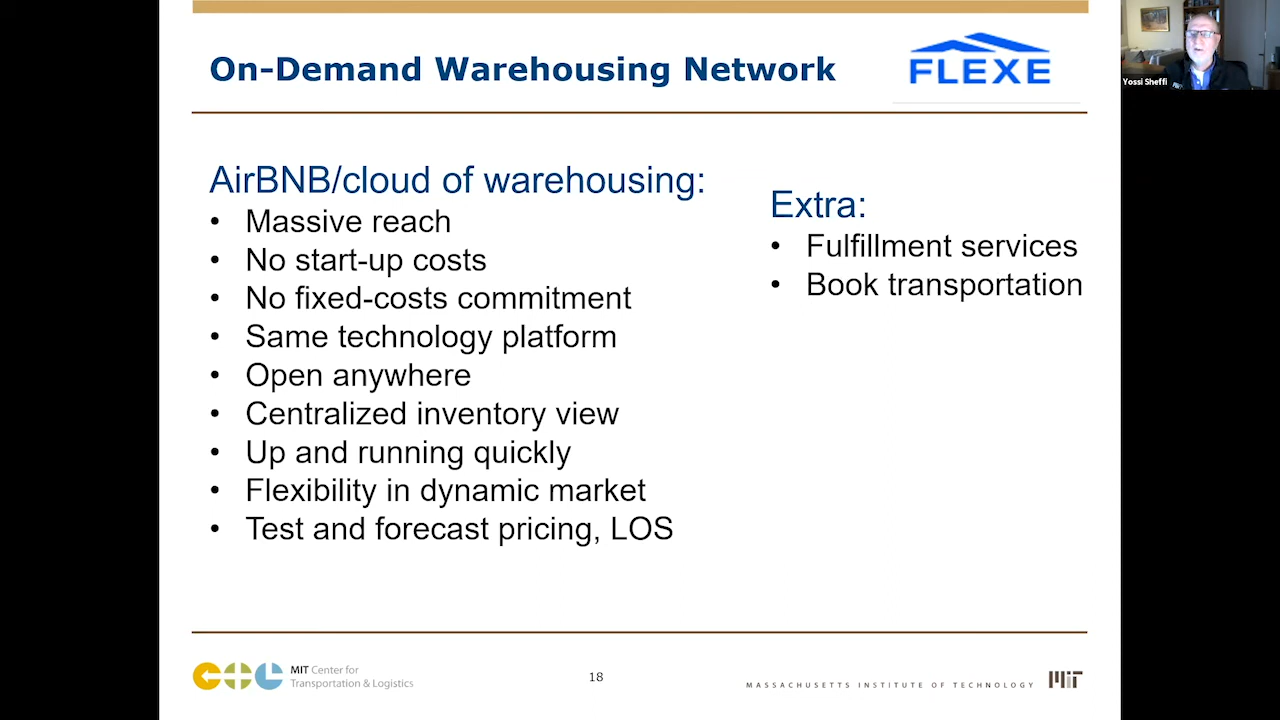 On-Demand Warehousing Network
FLEXE
Yossi Sheffi
AirBNB/cloud of warehousing:
• Massive reach
• No start-up costs
• No fixed-costs commitment
• Same technology platform
• Open anywhere
• Centralized inventory view
• Up and running quickly
• Flexibility in dynamic market
• Test and forecast pricing, LOS
Extra:
• Fulfillment services
• Book transportation
MIT Center for
Transportation & Logistics
18
MASSACHUSETTS INSTITUTE OF TECHNOLOGY
MIT